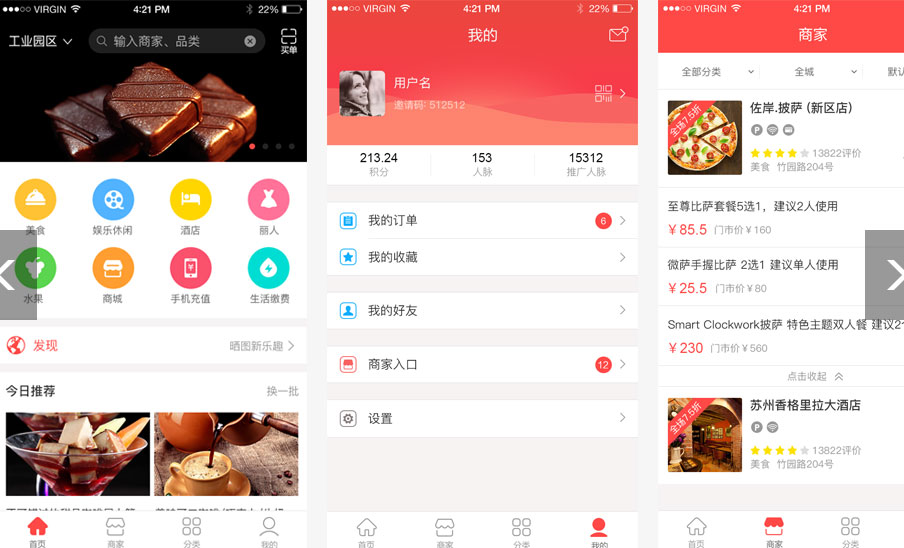 VIRGIN
4:21 PM
22%
工业园区
输入商家、品类
买单
美食
娱乐休闲
酒店
丽人
水果
商城
手机充值
生活缴费
发现
晒图新乐趣
今日推荐
换一批
首页
商家
分类
我的
VIRGIN
4:21 PM
22%
我的
用户名
邀请码: 512512
213.24
积分
153
人脉
15312
推广人脉
我的订单
6
我的收藏
我的好友
商家入口
12
设置
首页
商家
分类
我的
VIRGIN
4:21 PM
商家
全部分类
全城
默认
全场7.5折
佐岸.披萨 (新区店)
P
13822评价
美食 竹园路204号
至尊比萨套餐5选1，建议2人使用
¥85.5 门市价¥160
微萨手握比萨 2选1 建议单人使用
¥25.5 门市价¥80
Smart Clockwork披萨 特色主题双人餐 建议2
¥230 门市价¥560
点击收起
全场7.5折
苏州香格里拉大酒店
P
13822评价
美食 竹园路204号
首页
商家
分类